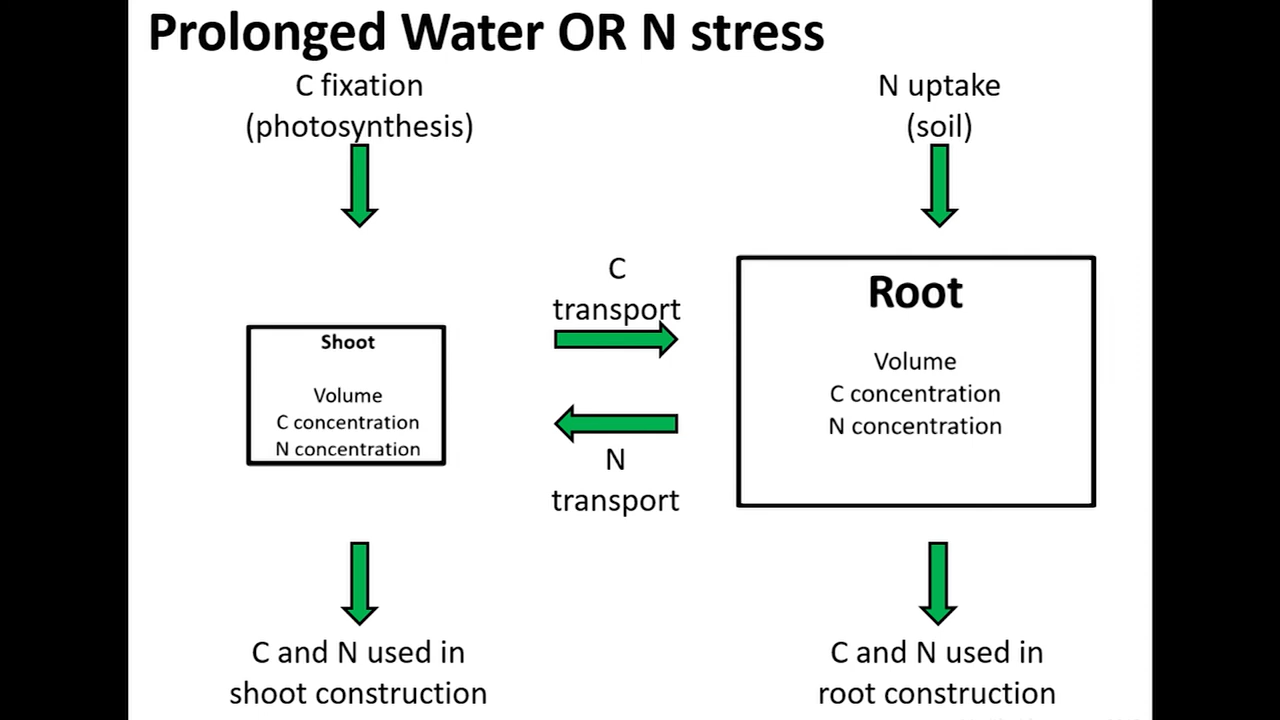 Prolonged Water OR N stress
C fixation
(photosynthesis)
N uptake
(soil)
C
transport
N
transport
Shoot
Volume
C concentration
N concentration
Root
Volume
C concentration
N concentration
C and N used in
shoot construction
C and N used in
root construction